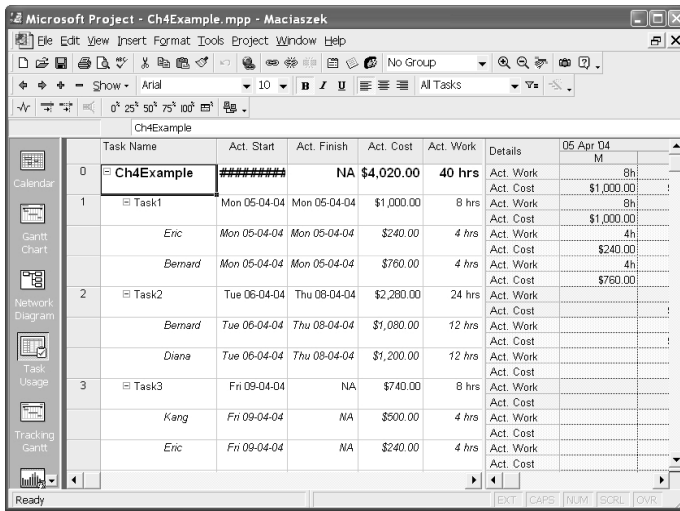 Microsoft Project - Ch4Example.mpp - Maciaszek
File Edit View Insert Format Tools Project Window Help
No Group
Show - Arial 10 B I U All Tasks
0% 25% 50% 75% 100%
Ch4Example
Task Name Act. Start Act. Finish Act. Cost Act. Work Details 05 Apr '04
M
0 Ch4Example ######### NA $4,020.00 40 hrs Act. Work 8h
Act. Cost $1,000.00
1 Task1 Mon 05-04-04 Mon 05-04-04 $1,000.00 8 hrs Act. Work 8h
Act. Cost $1,000.00
Eric Mon 05-04-04 Mon 05-04-04 $240.00 4 hrs Act. Work 4h
Act. Cost $240.00
Bernard Mon 05-04-04 Mon 05-04-04 $760.00 4 hrs Act. Work 4h
Act. Cost $760.00
2 Task2 Tue 06-04-04 Thu 08-04-04 $2,280.00 24 hrs Act. Work
Act. Cost
Bernard Tue 06-04-04 Thu 08-04-04 $1,080.00 12 hrs Act. Work
Act. Cost
Diana Tue 06-04-04 Thu 08-04-04 $1,200.00 12 hrs Act. Work
Act. Cost
3 Task3 Fri 09-04-04 NA $740.00 8 hrs Act. Work
Act. Cost
Kang Fri 09-04-04 NA $500.00 4 hrs Act. Work
Act. Cost
Eric Fri 09-04-04 NA $240.00 4 hrs Act. Work
Act. Cost
Calendar
Gantt
Chart
Network
Diagram
Task
Usage
Tracking
Gantt
Ready EXT CAPS NUM SCRL OVR